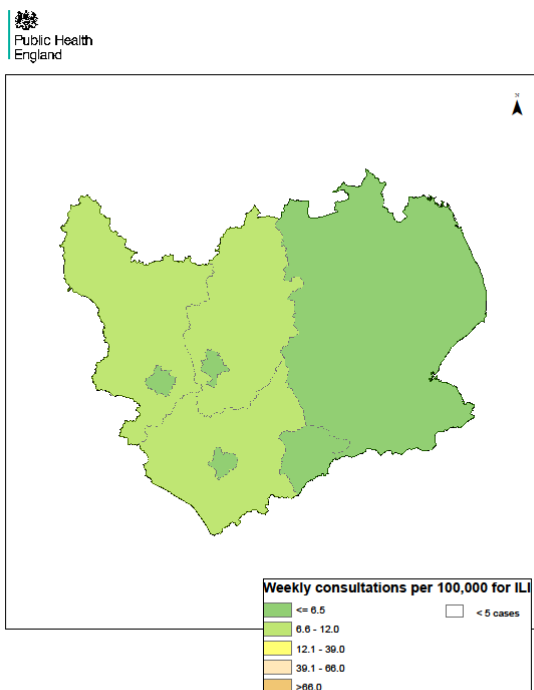 Public Health
England
N
Weekly consultations per 100,000 for ILI
<= 6.5
< 5 cases
6.6 - 12.0
12.1 - 39.0
39.1 - 66.0
>66.0